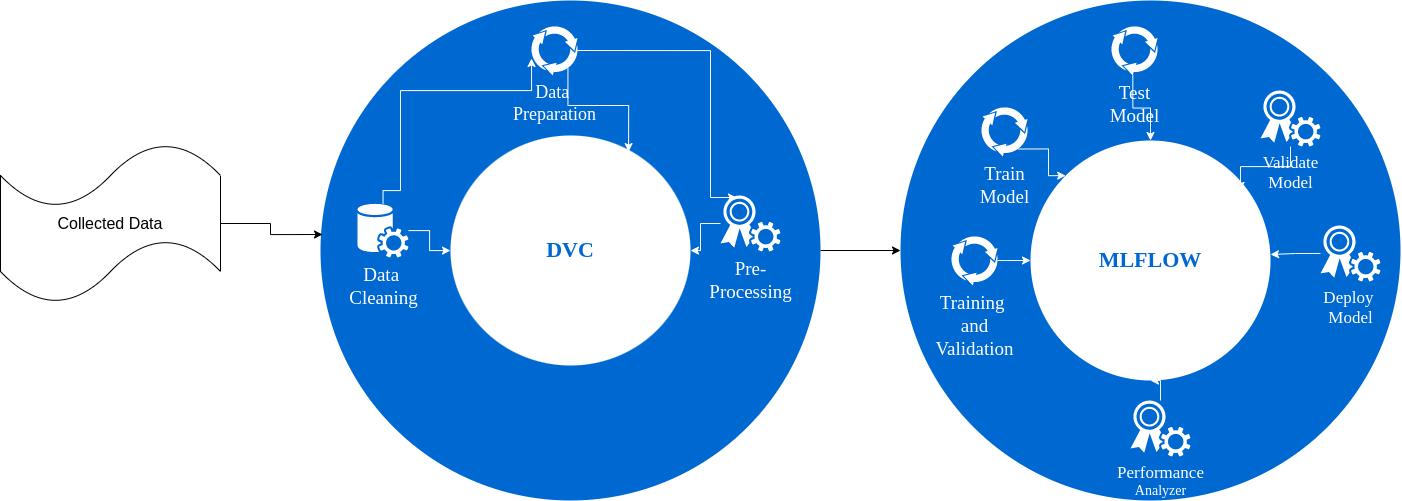 Collected Data
Data
Preparation
DVC
Data
Cleaning
Pre-
Processing
Test
Model
Train
Model
Validate
Model
MLFLOW
Training
and
Validation
Deploy
Model
Performance
Analyzer